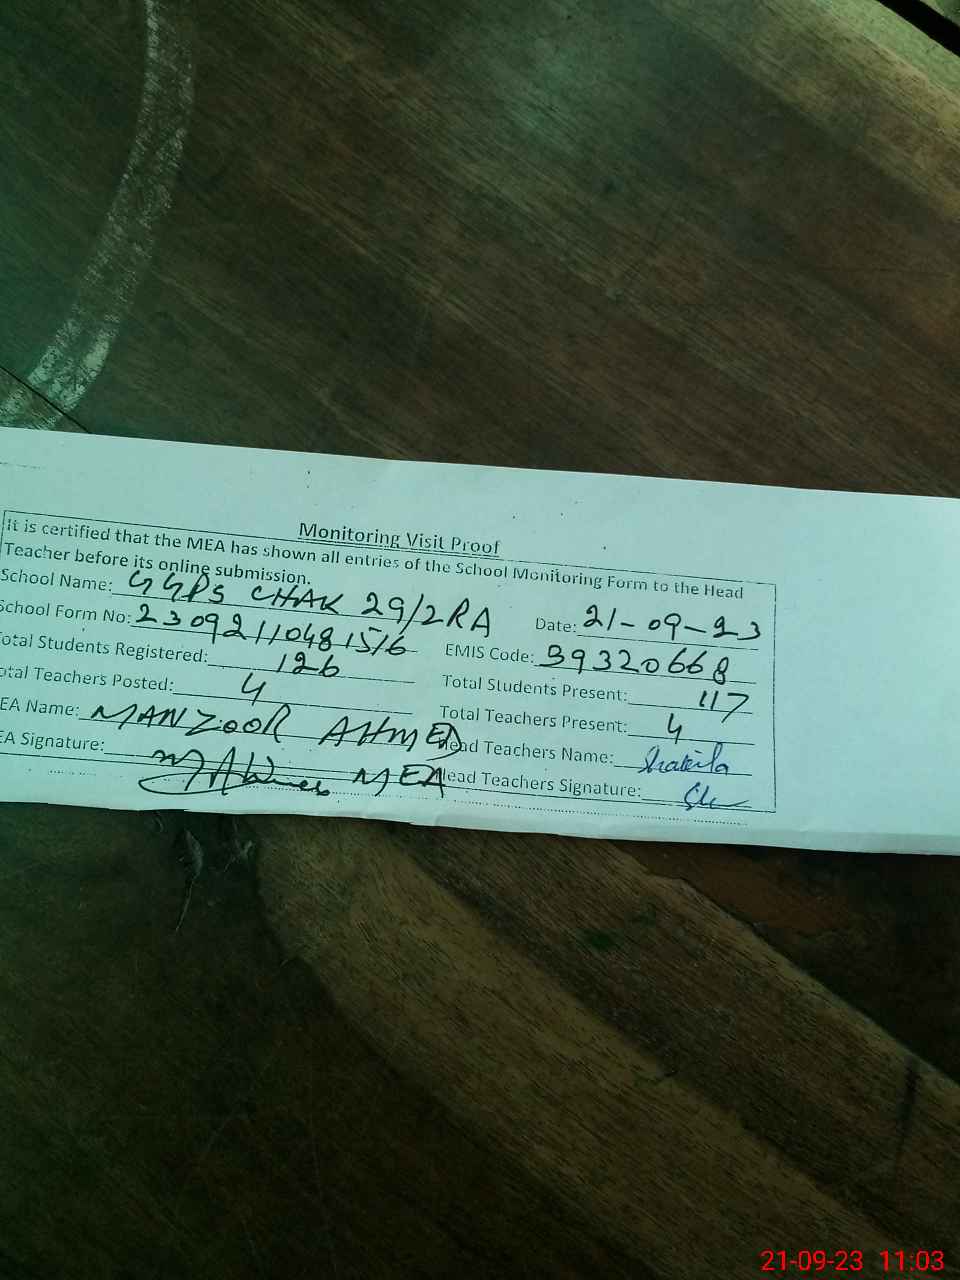 Monitoring Visit Proof
It is certified that the MEA has shown all entries of the School Monitoring Form to the Head
Teacher before its online submission.
School Name: GGPS CHAK 29/2RA Date: 21-09-23
School Form No: 23092110481516 EMIS Code: 39320668
otal Students Registered: 126 Total Students Present: 117
otal Teachers Posted: 4 Total Teachers Present: 4
EA Name: MANZOOR AHMED Head Teachers Name: Shakila
EA Signature: MEA Head Teachers Signature:
21-09-23 11:03